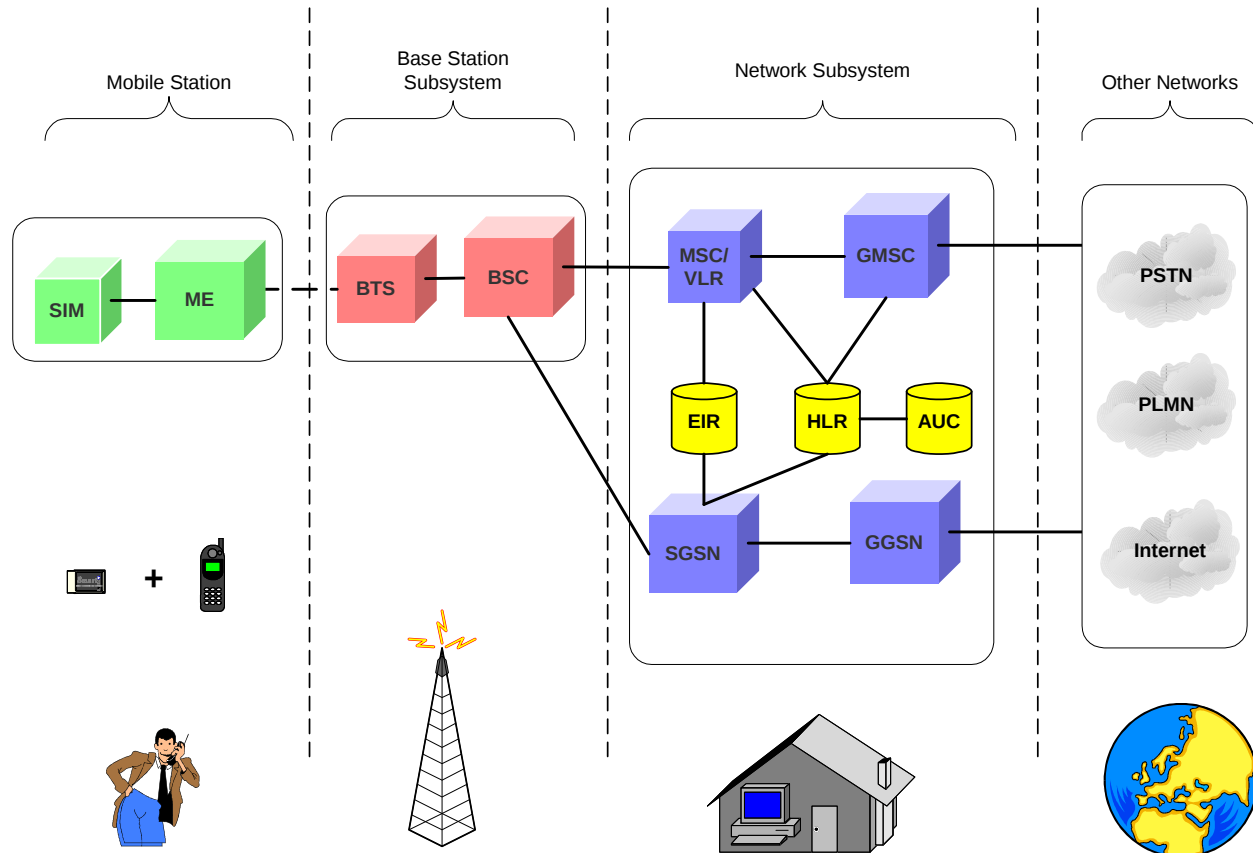 Mobile Station
Base Station
Subsystem
Network Subsystem
Other Networks
SIM
ME
BTS
BSC
MSC/
VLR
GMSC
EIR
HLR
AUC
SGSN
GGSN
PSTN
PLMN
Internet
+